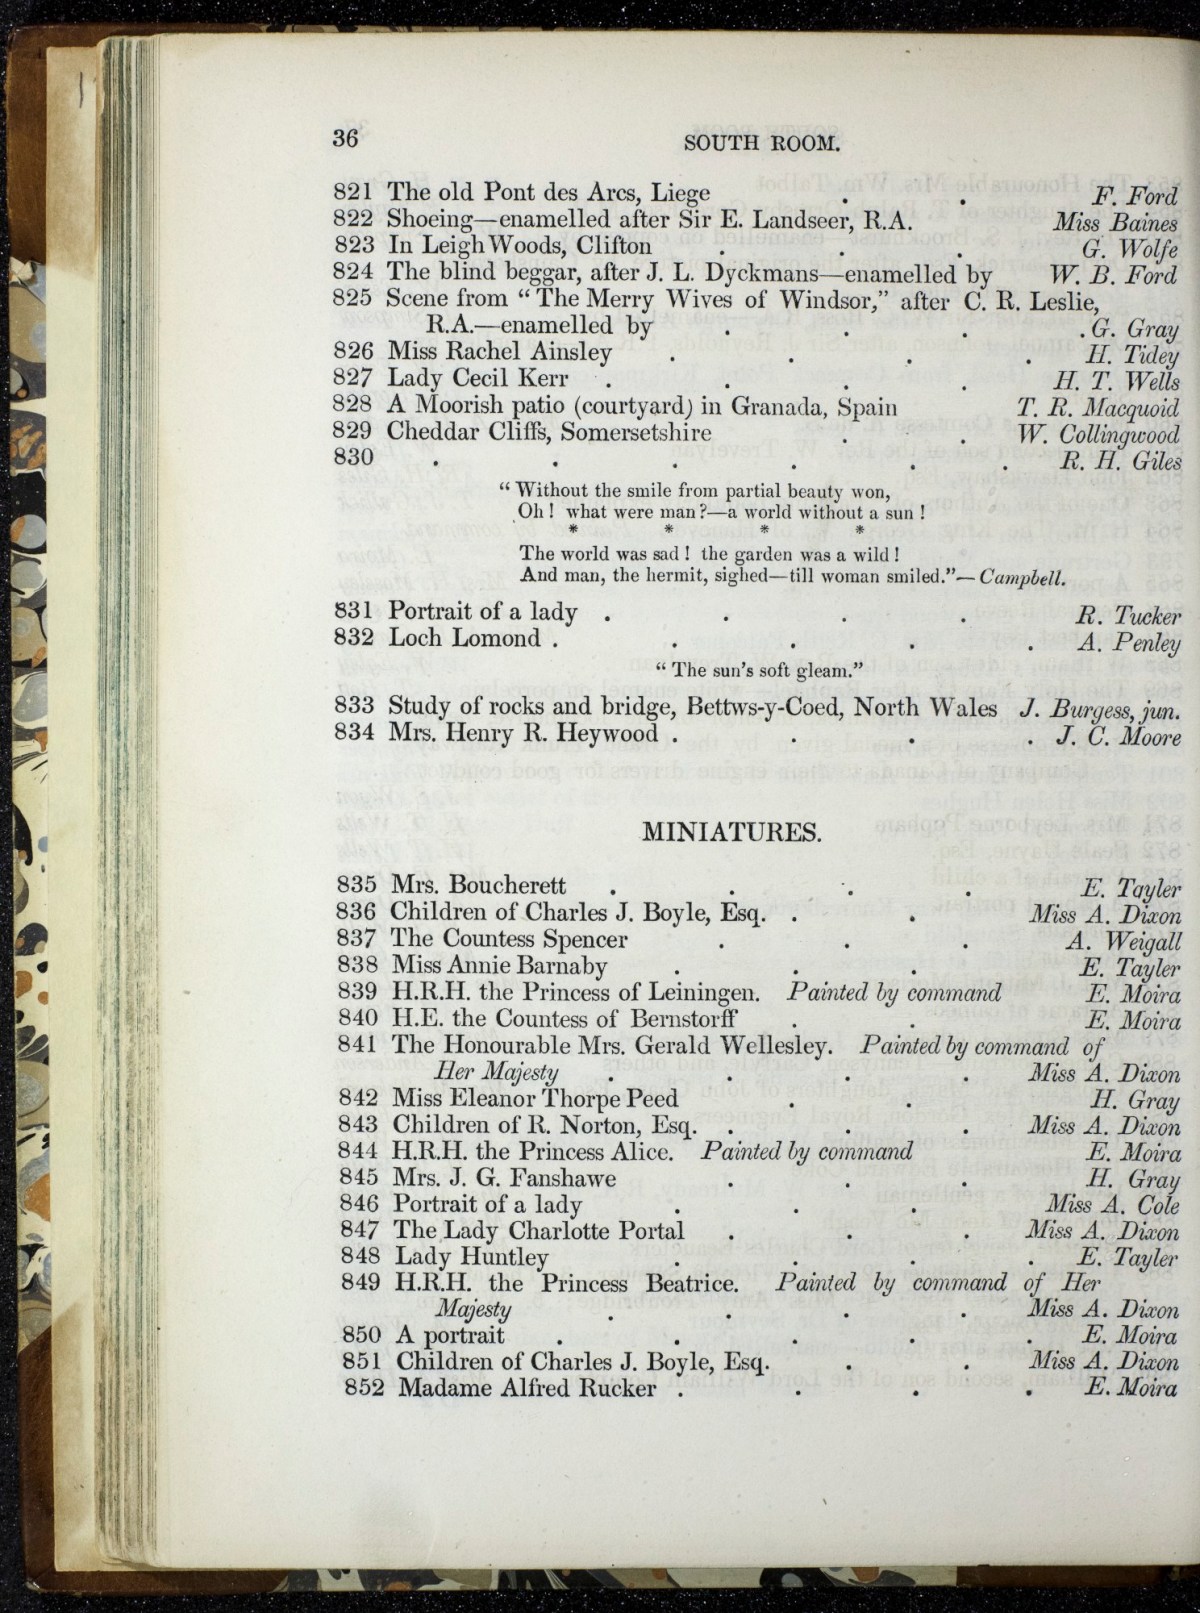 36
SOUTH ROOM.
821 The old Pont des Arcs, Liege . . F. Ford
822 Shoeing—enamelled after Sir E. Landseer, R.A. Miss Baines
823 In Leigh Woods, Clifton . . . G. Wolfe
824 The blind beggar, after J. L. Dyckmans—enamelled by W. B. Ford
825 Scene from “The Merry Wives of Windsor,” after C. R. Leslie,
R.A.—enamelled by . . . . G. Gray
826 Miss Rachel Ainsley . . . . H. Tidey
827 Lady Cecil Kerr . . . . H. T. Wells
828 A Moorish patio (courtyard) in Granada, Spain T. R. Macquoid
829 Cheddar Cliffs, Somersetshire . . W. Collingwood
830 . . . . . . R. H. Giles
“Without the smile from partial beauty won,
Oh! what were man?—a world without a sun!
* * * *
The world was sad! the garden was a wild!
And man, the hermit, sighed—till woman smiled.”—Campbell.
831 Portrait of a lady . . . . R. Tucker
832 Loch Lomond . . . . . A. Penley
“The sun's soft gleam.”
833 Study of rocks and bridge, Bettws-y-Coed, North Wales J. Burgess, jun.
834 Mrs. Henry R. Heywood . . . . J. C. Moore
MINIATURES.
835 Mrs. Boucherett . . . . E. Tayler
836 Children of Charles J. Boyle, Esq. . . Miss A. Dixon
837 The Countess Spencer . . . A. Weigall
838 Miss Annie Barnaby . . . E. Tayler
839 H.R.H. the Princess of Leiningen. Painted by command E. Moira
840 H.E. the Countess of Bernstorff . . E. Moira
841 The Honourable Mrs. Gerald Wellesley. Painted by command of
Her Majesty . . . . Miss A. Dixon
842 Miss Eleanor Thorpe Peed . . H. Gray
843 Children of R. Norton, Esq. . . . Miss A. Dixon
844 H.R.H. the Princess Alice. Painted by command E. Moira
845 Mrs. J. G. Fanshawe . . . H. Gray
846 Portrait of a lady . . . Miss A. Cole
847 The Lady Charlotte Portal . . . Miss A. Dixon
848 Lady Huntley . . . . E. Tayler
849 H.R.H. the Princess Beatrice. Painted by command of Her
Majesty . . . . Miss A. Dixon
850 A portrait . . . . . E. Moira
851 Children of Charles J. Boyle, Esq. . . Miss A. Dixon
852 Madame Alfred Rucker . . . . E. Moira